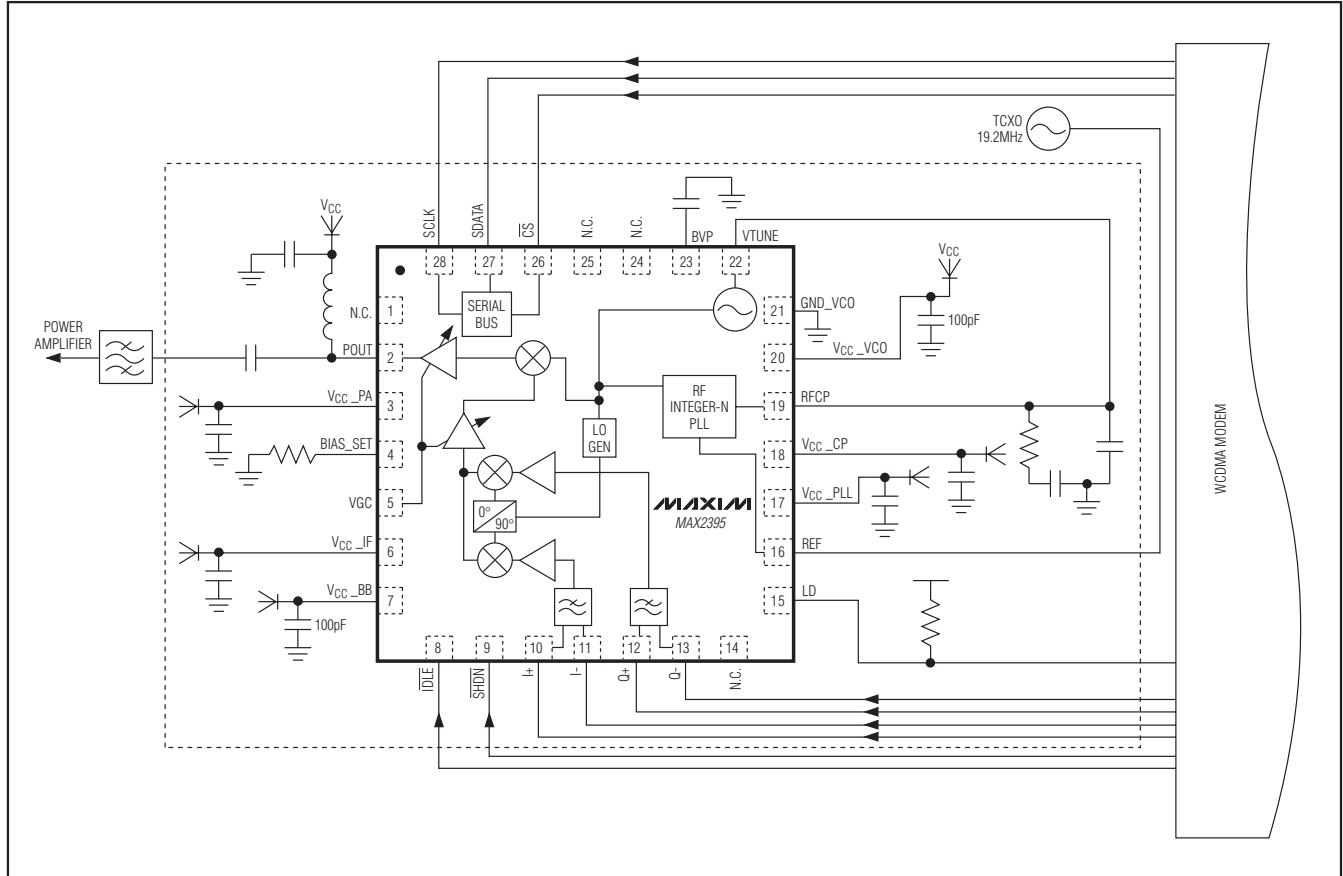 TCXO
19.2MHz
WCDMA MODEM
VCC
SCLK
SDATA
CS
N.C.
N.C.
BVP
VTUNE
28
27
26
25
24
23
22
SERIAL
BUS
N.C.
1
POWER
AMPLIFIER
POUT
2
VCC_PA
3
BIAS_SET
4
VGC
5
VCC_IF
6
VCC_BB
7
100pF
0°
90°
LO
GEN
RF
INTEGER-N
PLL
MAXIM
MAX2395
21
GND_VCO
VCC
100pF
20
VCC_VCO
19
RFCP
18
VCC_CP
17
VCC_PLL
16
REF
15
LD
8
9
10
11
12
13
14
IDLE
SHDN
I+
I-
Q+
Q-
N.C.